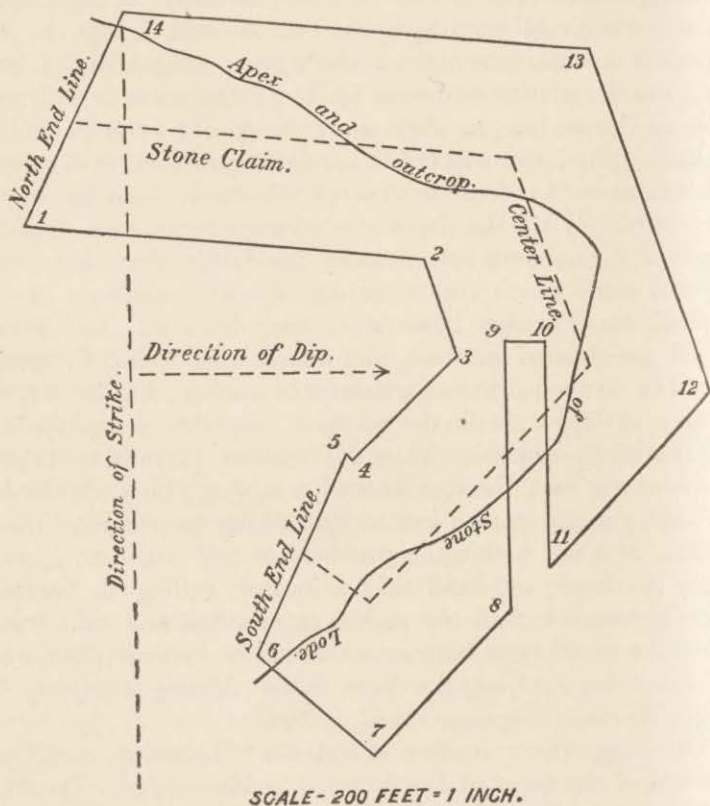 14
13
North End Line.
Apex and outcrop.
Stone Claim.
Center Line.
1
2
3
9
10
12
Direction of Dip.
Direction of Strike.
5
4
of
Stone
Lode.
South End Line.
11
8
6
7
SCALE - 200 FEET = 1 INCH.